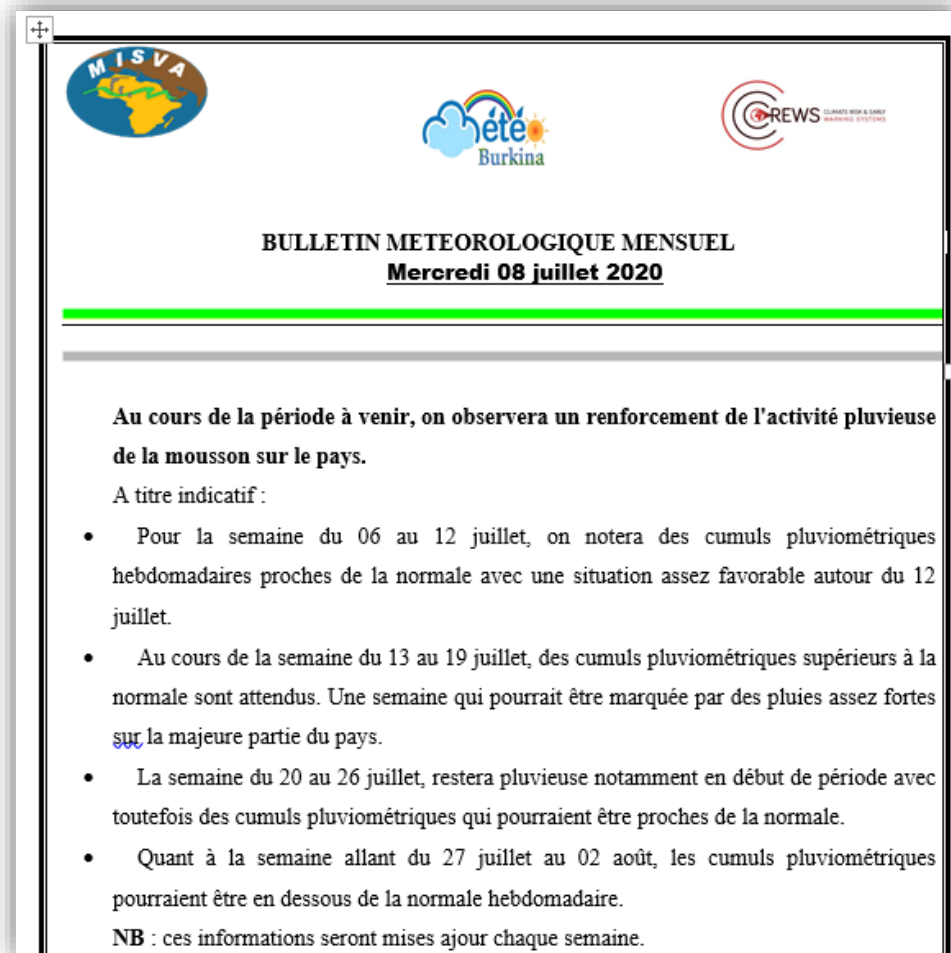 MISVA
Météo
Burkina
CREWS CLIMATE RISK & EARLY
WARNING SYSTEMS
BULLETIN METEOROLOGIQUE MENSUEL
Mercredi 08 juillet 2020
Au cours de la période à venir, on observera un renforcement de l'activité pluvieuse
de la mousson sur le pays.
A titre indicatif :
• Pour la semaine du 06 au 12 juillet, on notera des cumuls pluviométriques
hebdomadaires proches de la normale avec une situation assez favorable autour du 12
juillet.
• Au cours de la semaine du 13 au 19 juillet, des cumuls pluviométriques supérieurs à la
normale sont attendus. Une semaine qui pourrait être marquée par des pluies assez fortes
sur la majeure partie du pays.
• La semaine du 20 au 26 juillet, restera pluvieuse notamment en début de période avec
toutefois des cumuls pluviométriques qui pourraient être proches de la normale.
• Quant à la semaine allant du 27 juillet au 02 août, les cumuls pluviométriques
pourraient être en dessous de la normale hebdomadaire.
NB : ces informations seront mises ajour chaque semaine.